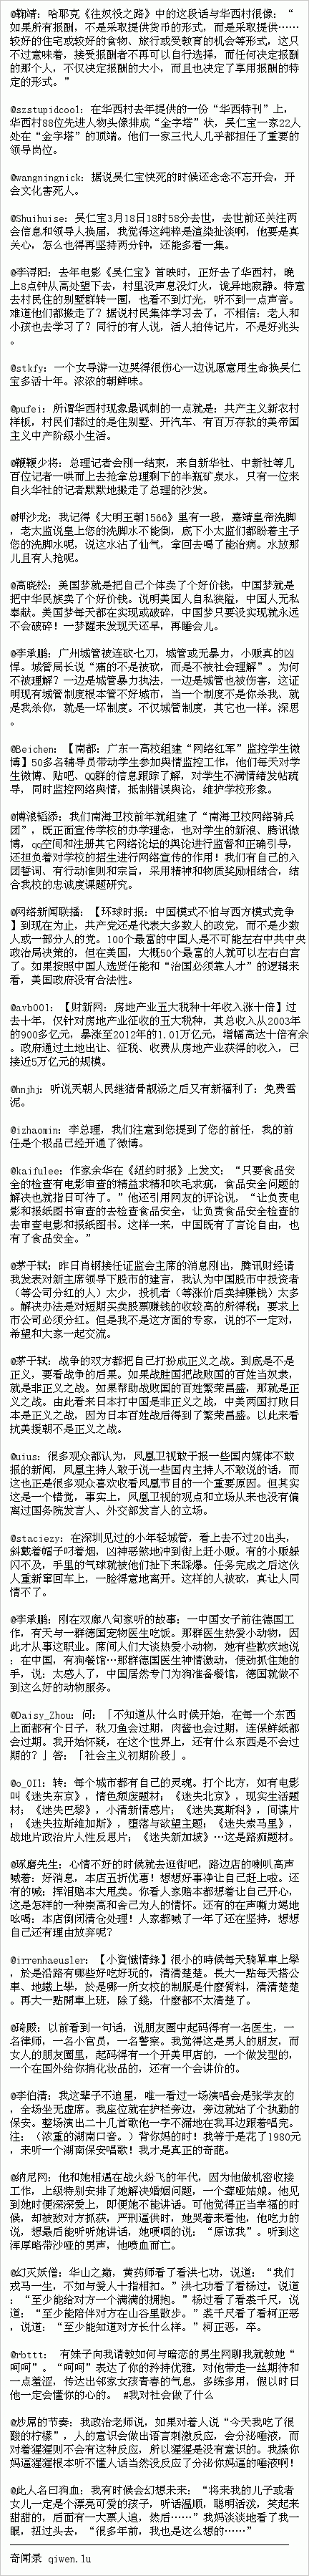 @鞠靖：哈耶克《往奴役之路》中的这段话与华西村很像：“
如果所有报酬，不是采取提供货币的形式，而是采取提供……
较好的住宅或较好的食物、旅行或受教育的机会等形式，这只
不过意味着，接受报酬者不再可以自行选择，而任何决定报酬
的那个人，不仅决定报酬的大小，而且也决定了享用报酬的特
定的形式。”
@szstupidcool：在华西村去年提供的一份“华西特刊”上，
华西村88位先进人物头像排成“金字塔”状，吴仁宝一家22人
处在“金字塔”的顶端。他们一家三代人几乎都担任了重要的
领导岗位。
@wangningnick：据说吴仁宝快死的时候还念念不忘开会，开
会文化害死人。
@Shuihuise：吴仁宝3月18日18时58分去世，去世前还关注两
会信息和领导人换届，我觉得这纯粹是渲染扯谈啊，他要是真
关心，怎么也得再坚持两分钟，还能多看一集。
@李浔阳：去年电影《吴仁宝》首映时，正好去了华西村，晚
上8点钟从高处望下去，村里没声息没灯火，诡异地寂静。特意
去村民住的别墅群转一圈，也看不到灯光，听不到一点声音。
难道他们都搬走了？据说村民集体学习去了，不相信：老人和
小孩也去学习了？同行的有人说，活人拍传记片，不是好兆头
。
@stkfy：一个女导游一边哭得很伤心一边说愿意用生命换吴仁
宝多活十年。浓浓的朝鲜味。
@pufei：所谓华西村现象最讽刺的一点就是：共产主义新农村
样板，村民们都过的是住别墅、开汽车、有百万存款的美帝国
主义中产阶级小生活。
@鞭鞭少将：总理记者会刚一结束，来自新华社、中新社等几
百位记者一哄而上去抢拿总理剩下的半瓶矿泉水，只有一位来
自火华社的记者默默地搬走了总理的沙发。
@押沙龙：我记得《大明王朝1566》里有一段，嘉靖皇帝洗脚
，老太监说皇上您的洗脚水不能倒，底下小太监们都盼着主子
您的洗脚水呢，说这水沾了仙气，拿回去喝了能治病。水放那
儿且有人抢呢。
@高晓松：美国梦就是把自己个体卖了个好价钱，中国梦就是
把中华民族卖了个好价钱。说明美国人自私狭隘，中国人无私
奉献。美国梦每天都在实现或破碎，中国梦只要没实现就永远
不会破碎！一梦醒来发现天还早，再睡会儿。
@李承鹏：广州城管被连砍七刀，城管或无暴力，小贩真的凶
悍。城管局长说“痛的不是被砍，而是不被社会理解”。为何
不被理解？一边是城管暴力执法，一边是城管也被伤害，这证
明现有城管制度根本管不好城市，当一个制度不是你杀我、就
是我杀你，就是一坏制度。不仅城管制度，其它也一样。深思
。
@Beichen：【南都：广东一高校组建“网络红军”监控学生微
博】50多名辅导员带动学生参加舆情监控工作，他们每天对学
生微博、贴吧、QQ群的信息跟踪了解，对学生不满情绪发帖疏
导，同时监控网络舆情，抵制错误舆论，维护学校形象。
@博浪韬添：我们南海卫校前年就组建了“南海卫校网络骑兵
团”，既正面宣传学校的办学理念，也对学生的新浪、腾讯微
博，qq空间和注册其它网络论坛的舆论进行监督和正确引导，
还担负着对学校的招生进行网络宣传的作用！我们有自己的入
团誓词、有行动准则和宗旨，采用精神和物质奖励相结合，结
合我校的忠诚度课题研究。
@网络新闻联播：【环球时报：中国模式不怕与西方模式竞争
】到现在为止，共产党还是代表大多数人的政党，而不是少数
人或一部分人的党。100个最富的中国人是不可能左右中共中央
政治局决策的，但在美国，大概50个最富的人就可以左右白宫
了。如果按照中国人选贤任能和“治国必须靠人才”的逻辑来
看，美国政府没有合法性。
@avb001：【财新网：房地产业五大税种十年收入涨十倍】过
去十年，仅针对房地产业征收的五大税种，其总收入从2003年
的900多亿元，暴涨至2012年的1.01万亿元，增幅高达十倍有余
。政府通过土地出让、征税、收费从房地产业获得的收入，已
接近5万亿元的规模。
@hnjhj：听说天朝人民继猪骨靓汤之后又有新福利了：免费雪
泥。
@izhaomin：李总理，我们注意到您提到了您的前任，我的前
任是个极品已经开通了微博。
@kaifulee：作家余华在《纽约时报》上发文：“只要食品安全
的检查有电影审查的精益求精和吹毛求疵，食品安全问题的
解决也就指日可待了。”他还引用网友的评论说，“让负责电
影和报纸图书审查的去检查食品安全，让负责食品安全检查的
去审查电影和报纸图书。这样一来，中国既有了言论自由，也
有了食品安全。”
@茅于轼：昨日肖钢接任证监会主席的消息刚出，腾讯财经请
我发表对新主席领导下股市的建言，我认为中国股市中投资者
（等公司分红的人）太少，投机者（等涨价后卖掉赚钱）太多
。解决办法是对短期买卖股票赚钱的收较高的所得税；要求上
市公司必须分红。但是我不是这方面的专家，说的不一定对，
希望和大家一起交流。
@茅于轼：战争的双方都把自己打扮成正义之战。到底是不是
正义，要看战争的后果。如果战胜国把战败国的百姓当奴隶，
就是非正义之战。如果帮助战败国的百姓繁荣昌盛，那就是正
义之战。由此看来日本打中国是非正义之战，中美两国打败日
本是正义之战，因为日本百姓战后得到了繁荣昌盛。以此来看
抗美援朝不是正义之战。
@uius：很多观众都认为，凤凰卫视敢于报一些国内媒体不敢
报的新闻，凤凰主持人敢于说一些国内主持人不敢说的话，而
这也正是很多观众喜欢收看凤凰节目的一个重要原因。但其实
这是一个错觉，事实上，凤凰卫视的观点和立场从来也没有偏
离过国务院发言人、外交部发言人的立场。
@staciezy：在深圳见过的小年轻城管，看上去不过20出头，
斜戴着帽子叼着烟，凶神恶煞地冲到街上赶小贩。有的小贩躲
闪不及，手里的气球就被他们扯下来踩爆。任务完成之后这伙
人重新窜回车上，一脸得意地离开。这样的人被砍，真让人同
情不了。
@李承鹏：刚在双廊八旬家听的故事：一中国女子前往德国工
作，有天与一群德国宠物医生吃饭。那群医生热爱小动物，因
此才从事这职业。席间人们大谈热爱小动物，她有些歉疚地说
：在中国，有狗餐馆…那群德国医生神情激动，使劲抓住她的
手，说：太感人了，中国居然专门为狗准备餐馆，德国就做不
到这么好的动物服务。
@Daisy_Zhou：问：「不知道从什么时候开始，在每一个东西
上面都有个日子，秋刀鱼会过期，肉酱也会过期，连保鲜纸都
会过期。我开始怀疑，在这个世界上，还有什么东西是不会过
期的？」答：「社会主义初期阶段」。
@o_01l：转：每个城市都有自己的灵魂。打个比方，如有电影
叫《迷失东京》，情色颓废题材；《迷失北京》，现实生活题
材；《迷失巴黎》，小清新情感片；《迷失莫斯科》，间谍片
；《迷失拉斯维加斯》，堕落与欲望主题；《迷失索马里》，
战地片政治片人性反思片；《迷失新加坡》…这是路痴题材。
@琢磨先生：心情不好的时候就去逛街吧，路边店的喇叭高声
喊着：好消息，本店五折优惠！想想好事净让自己赶上啦。还
有的喊：挥泪赔本大甩卖。你看人家赔本都想着让自己开心，
这是怎样的一种崇高和舍己为人的情怀。还有的在声嘶力竭地
吆喝：本店倒闭清仓处理！人家都喊了一年了还在坚持，想想
自己还有理由放弃呢？
@irrenhaeusler：【小資懺情錄】很小的時候每天騎單車上學
，於是沿路有哪些好吃好玩的，清清楚楚。長大一點每天搭公
車、地鐵上學，於是哪一所女校的制服是什麼質料，清清楚楚
。再大一點開車上班，除了錢，什麼都不太清楚了。
@琦殿：以前看到一句话，说朋友圈中起码得有一名医生，一
名律师，一名小官员，一名警察。我觉得这是男人的朋友，而
女人的朋友圈里，起码得有一个开美甲店的，一个做发型的，
一个在国外给你捎化妆品的，还有一个会讲价的。
@李伯清：我这辈子不追星，唯一看过一场演唱会是张学友的
，全场坐无虚席。我座位就在护栏旁边，旁边就站了个执勤的
保安。整场演出二十几首歌他一字不漏地在我耳边跟着唱完。
注：（浓重的湖南口音。）背你妈的时！我等于是花了1980元
，来听一个湖南保安唱歌！我才是真正的奇葩。
@纳尼网：他和她相遇在战火纷飞的年代，因为他做机密收接
工作，上级特别安排了她解决婚姻问题，一个聋哑姑娘。他见
到她时便深深爱上，即便她不能讲话。可他觉得正当幸福的时
候，却被敌对方抓获，严刑逼供时，她哭着来看他，他吃力的
说，想最后能听听她讲话，她哽咽的说：“原谅我”。听到这
浑厚略带沙哑的男声，他喷血而亡。
@幻灭妖僧：华山之巅，黄药师看了看洪七功，说道：“我们
戎马一生，不如与爱人十指相扣。”洪七功看了看杨过，说道
：“至少能给对方一个满满的拥抱。”杨过看了看裘千尺，说
道：“至少能陪伴对方在山谷里散步。”裘千尺看了看柯正恶
，说道：“至少能知道对方长什么样。”柯正恶，卒。
@rbttt： 有妹子向我请教如何与暗恋的男生网聊我就教她“
呵呵”。“呵呵”表达了你的矜持优雅，对他带走一丝期待和
一点羞涩，传达出邻家女孩青春的气息，多练多用，假以时日
他一定会懂你的心的。 #我对社会做了什么
@炒屌的节奏：我政治老师说，如果对着人说“今天我吃了很
酸的柠檬”，人的意识会做出语言刺激反应，会分泌唾液，而
对着猩猩则不会有这种反应，所以猩猩是没有意识的。我操你
妈逼猩猩根本听不懂人话当然没反应了分泌你妈逼的唾液啊！
@此人名曰狗血：我有时候会幻想未来：“将来我的儿子或者
女儿一定是个漂亮可爱的孩子，听话温顺，聪明活泼，笑起来
甜甜的，后面有一大票人追，然后……”我妈淡淡地看了我一
眼，扭过头去，“很多年前，我也是这么想的……”
奇闻录 qiwen.lu